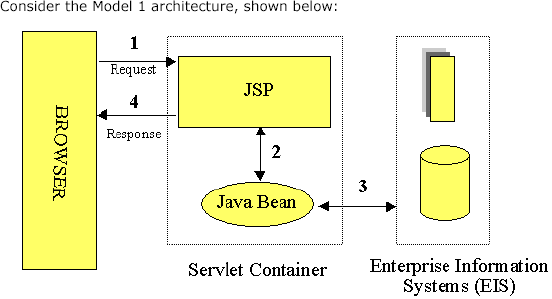 Consider the Model 1 architecture, shown below:
1
Request
4
Response
BROWSER
JSP
2
Java Bean
3
Servlet Container
Enterprise Information
Systems (EIS)